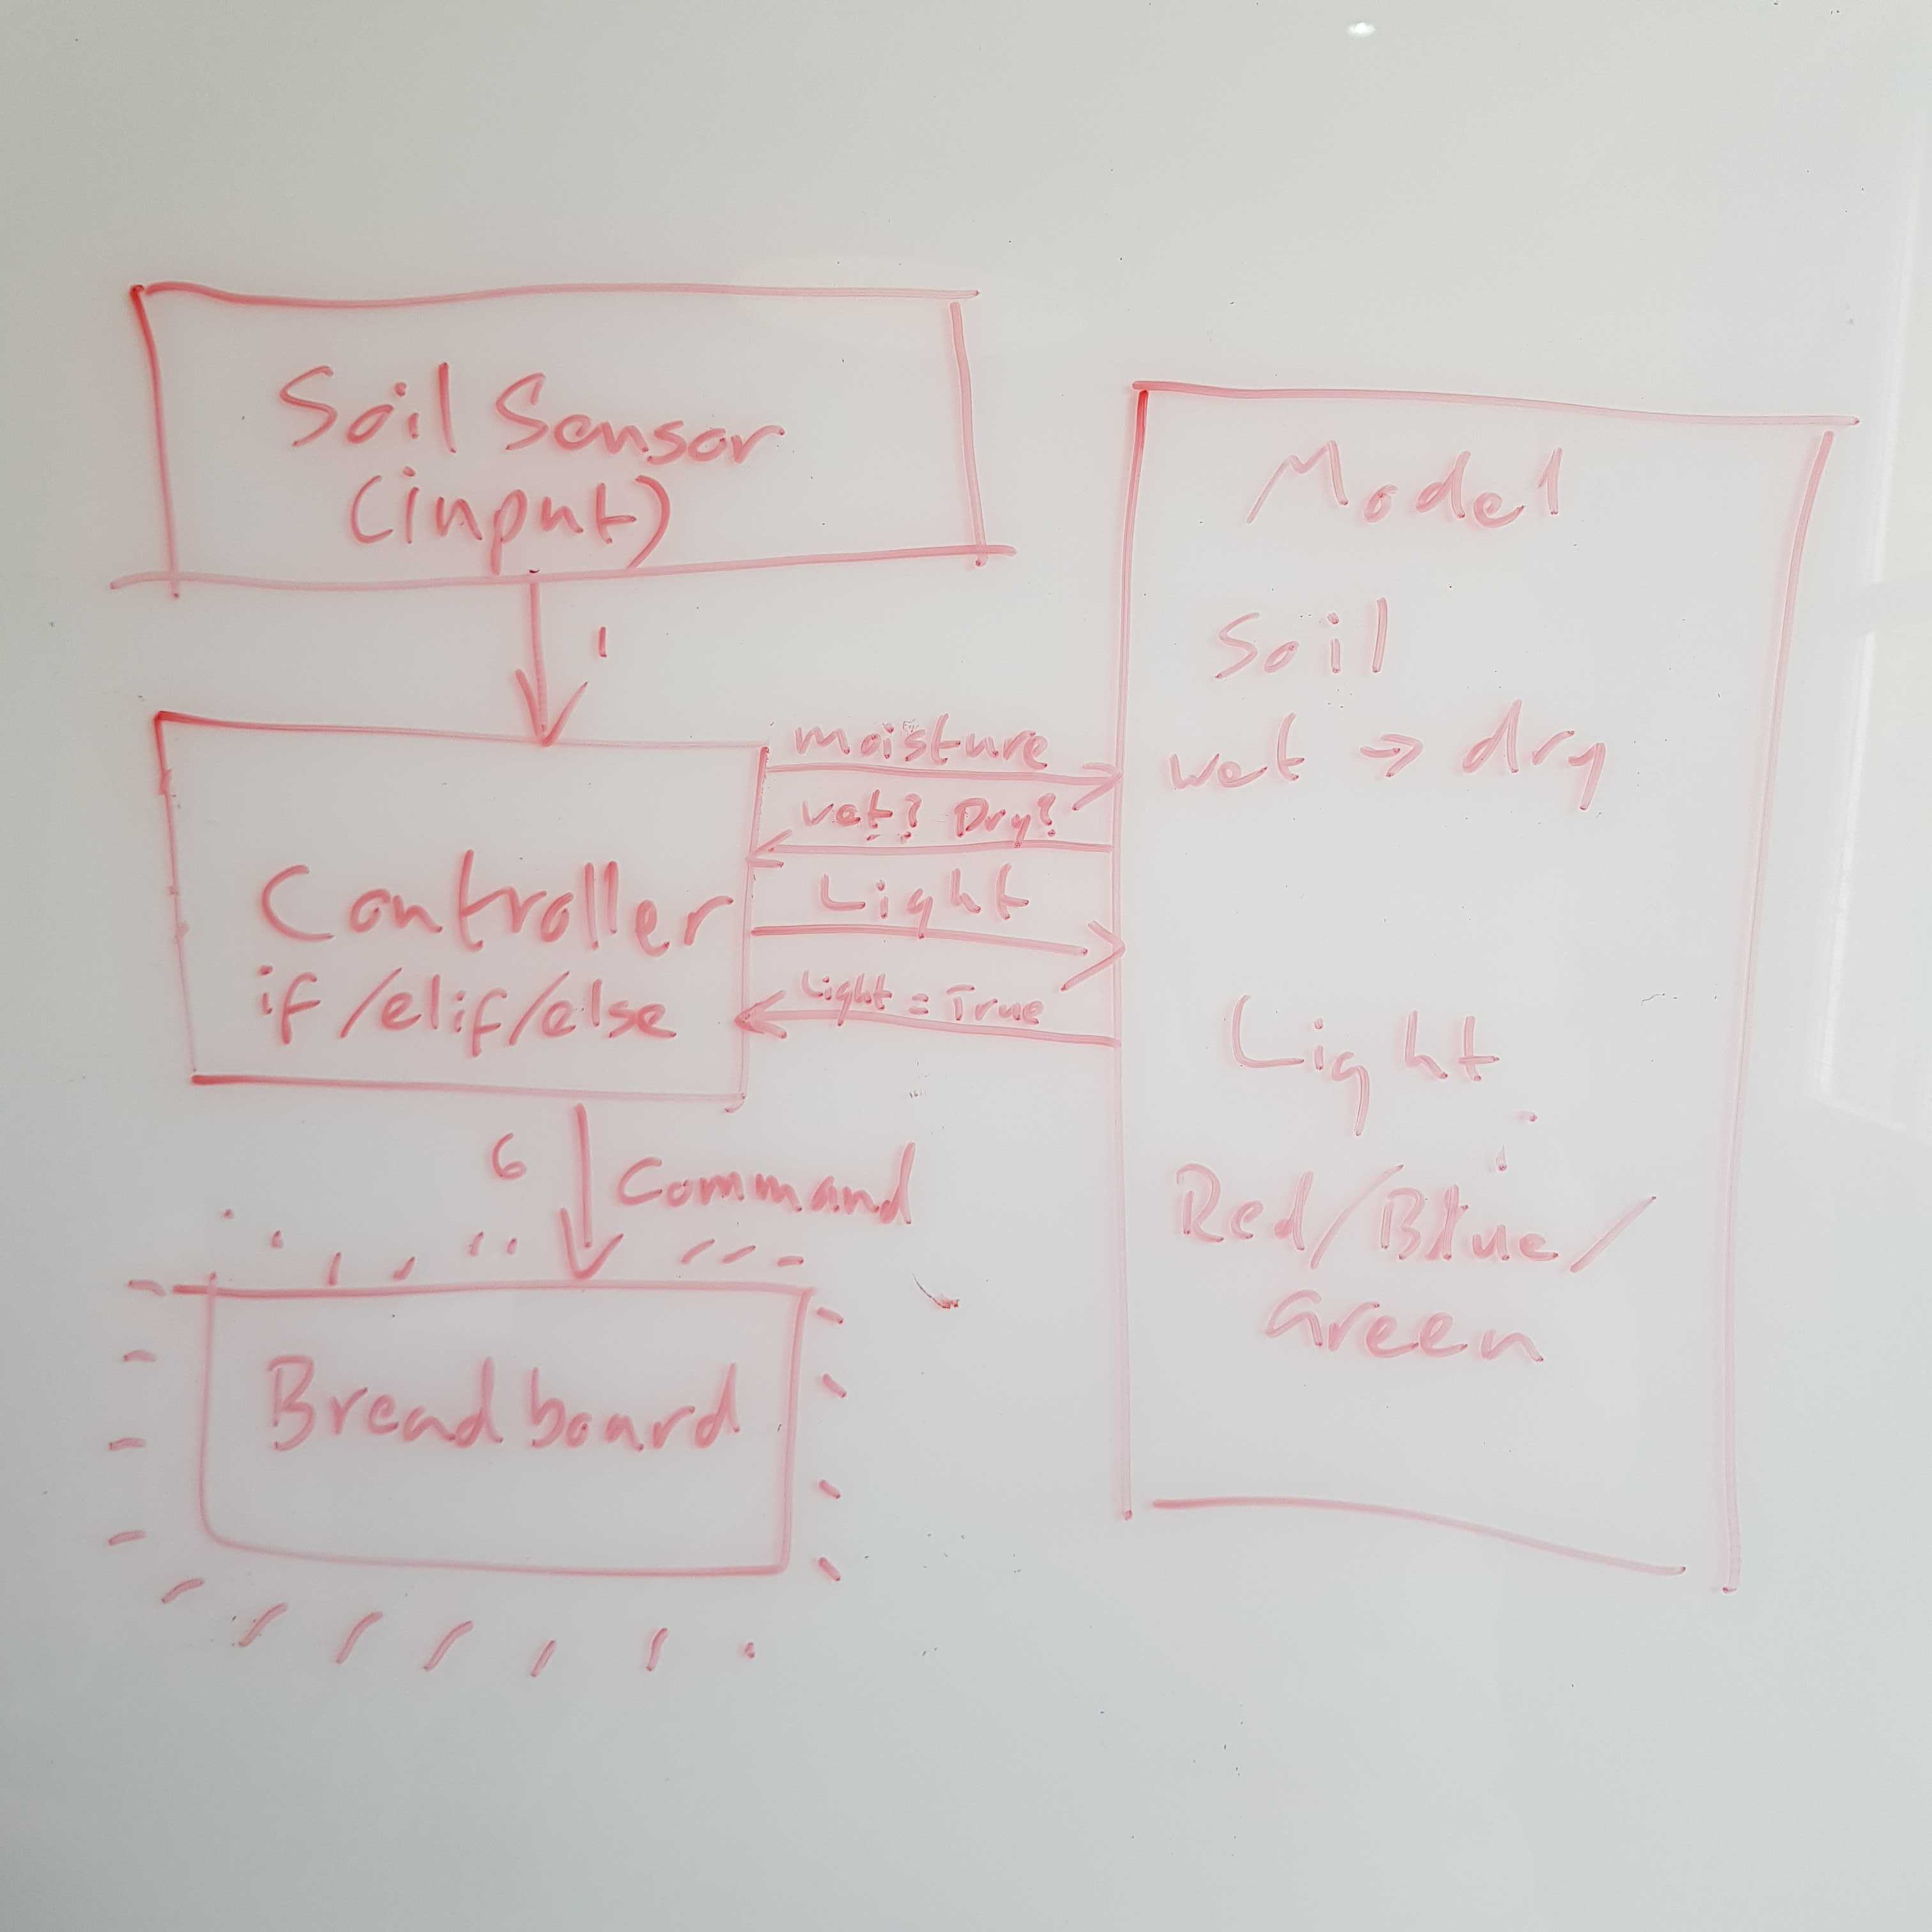 Soil Sensor
(input)
1
Controller
if/elif/else
moisture
wet? Dry?
Light
Light = True
6
Command
Breadboard
Model
Soil
wet → dry
Light
Red/Blue/
Green